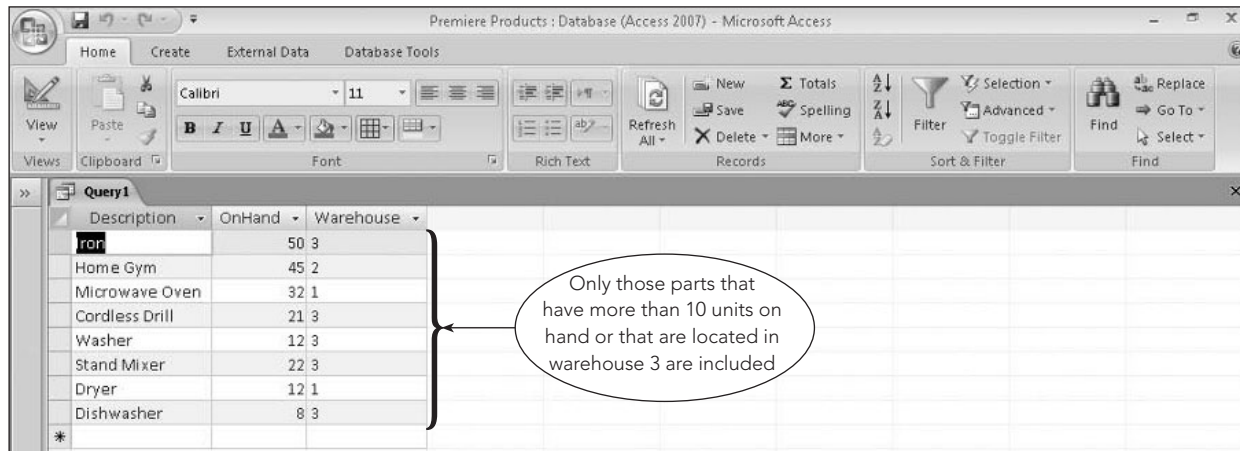 Premiere Products : Database (Access 2007) - Microsoft Access
Home Create External Data Database Tools
View
Views
Paste
Clipboard
Calibri 11
B I U A
Font
Rich Text
Refresh All
New
Save
Delete
Σ Totals
Spelling
More
Records
Filter
Selection
Advanced
Toggle Filter
Sort & Filter
Find
Replace
Go To
Select
Find
Query1
Description OnHand Warehouse
Iron 50 3
Home Gym 45 2
Microwave Oven 32 1
Cordless Drill 21 3
Washer 12 3
Stand Mixer 22 3
Dryer 12 1
Dishwasher 8 3
Only those parts that
have more than 10 units on
hand or that are located in
warehouse 3 are included